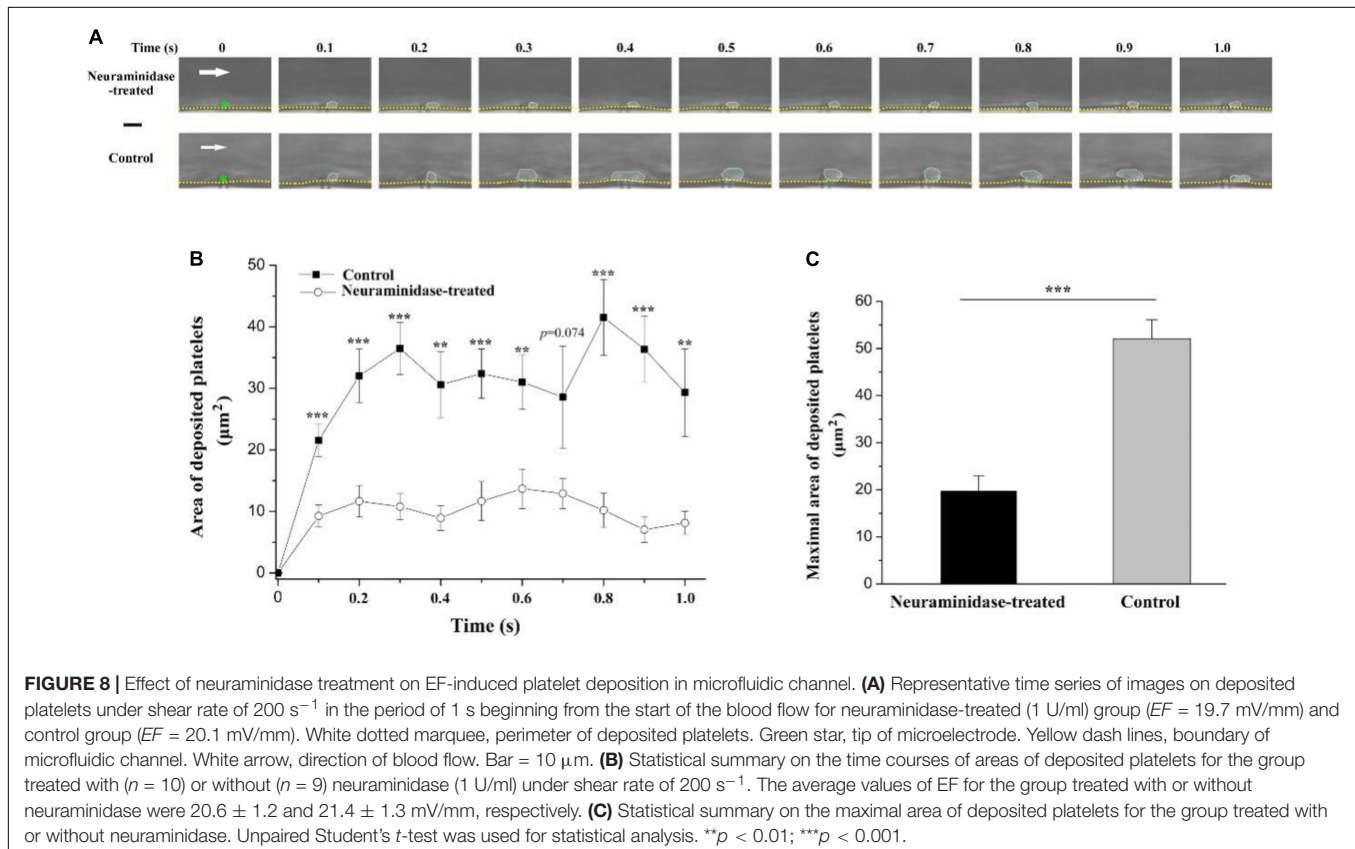 A
Time (s) 0 0.1 0.2 0.3 0.4 0.5 0.6 0.7 0.8 0.9 1.0
Neuraminidase
-treated
Control
B
Control
Neuraminidase-treated
Area of deposited platelets
(μm²)
50
40
30
20
10
0
***
***
***
**
***
**
p=0.074
***
***
**
0 0.2 0.4 0.6 0.8 1.0
Time (s)
C
Maximal area of deposited platelets
(μm²)
60
50
40
30
20
10
0
***
Neuraminidase-treated Control
FIGURE 8 | Effect of neuraminidase treatment on EF-induced platelet deposition in microfluidic channel. (A) Representative time series of images on deposited
platelets under shear rate of 200 s⁻¹ in the period of 1 s beginning from the start of the blood flow for neuraminidase-treated (1 U/ml) group (EF = 19.7 mV/mm) and
control group (EF = 20.1 mV/mm). White dotted marquee, perimeter of deposited platelets. Green star, tip of microelectrode. Yellow dash lines, boundary of
microfluidic channel. White arrow, direction of blood flow. Bar = 10 μm. (B) Statistical summary on the time courses of areas of deposited platelets for the group
treated with (n = 10) or without (n = 9) neuraminidase (1 U/ml) under shear rate of 200 s⁻¹. The average values of EF for the group treated with or without
neuraminidase were 20.6 ± 1.2 and 21.4 ± 1.3 mV/mm, respectively. (C) Statistical summary on the maximal area of deposited platelets for the group treated with
or without neuraminidase. Unpaired Student's t-test was used for statistical analysis. **p < 0.01; ***p < 0.001.